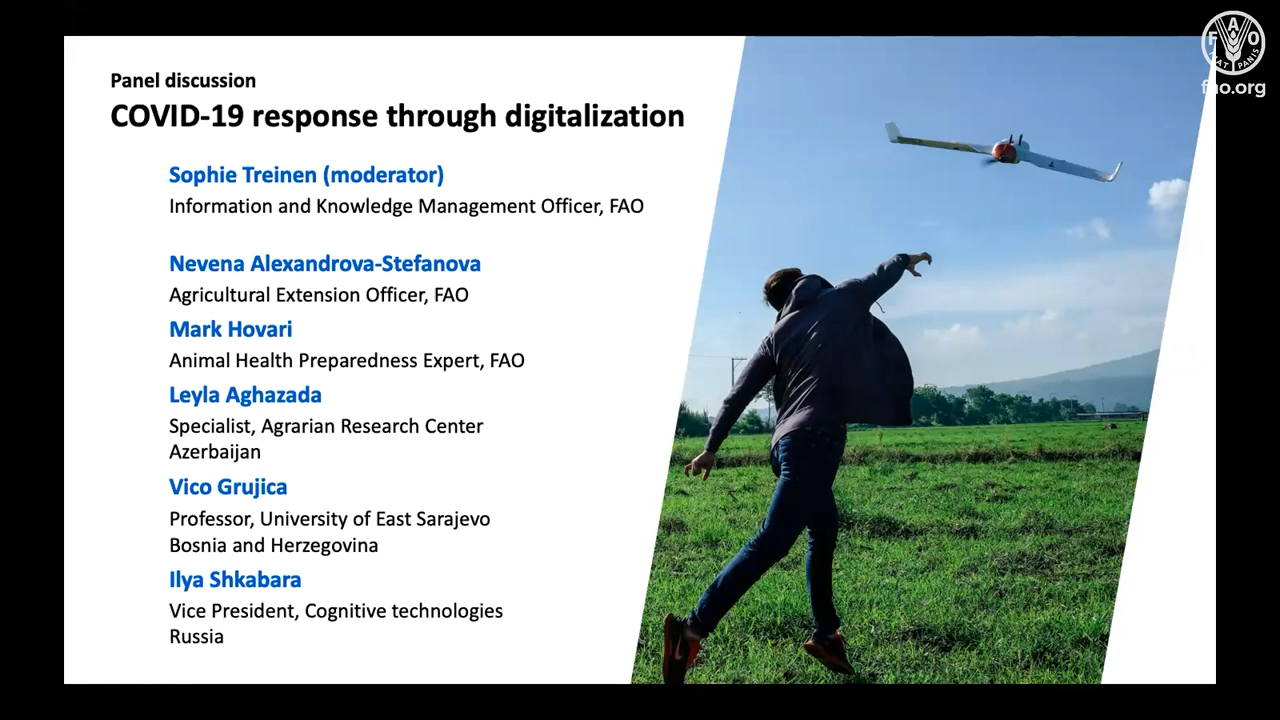 Panel discussion
COVID-19 response through digitalization
Sophie Treinen (moderator)
Information and Knowledge Management Officer, FAO
Nevena Alexandrova-Stefanova
Agricultural Extension Officer, FAO
Mark Hovari
Animal Health Preparedness Expert, FAO
Leyla Aghazada
Specialist, Agrarian Research Center
Azerbaijan
Vico Grujica
Professor, University of East Sarajevo
Bosnia and Herzegovina
Ilya Shkabara
Vice President, Cognitive technologies
Russia
F A O
FIAT PANIS
fao.org